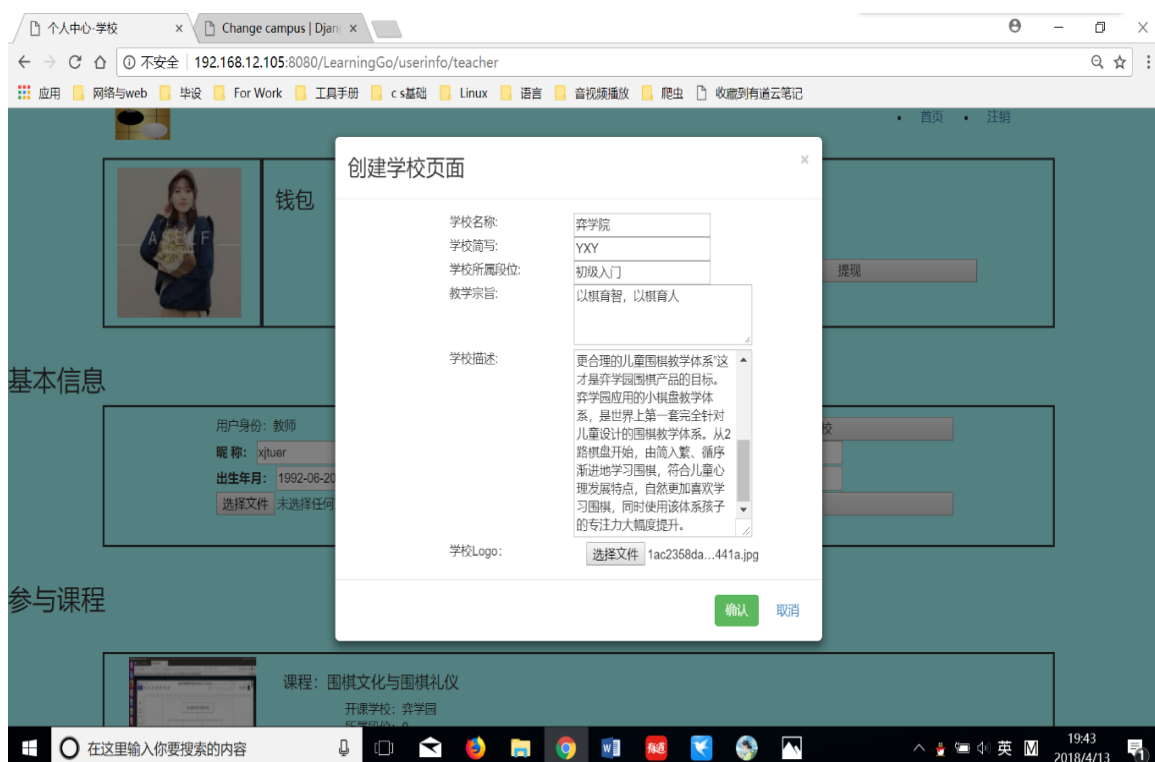 个人中心-学校
Change campus | Djan
不安全 192.168.12.105:8080/LearningGo/userinfo/teacher
应用 网络与web 毕设 For Work 工具手册 c s基础 Linux 语言 音视频播放 爬虫 收藏到有道云笔记
首页 注销
创建学校页面 ×
ASELF
钱包
学校名称: 弈学院
学校简写: YXY
学校所属段位: 初级入门
提现
教学宗旨: 以棋育智，以棋育人
学校描述: 更合理的儿童围棋教学体系”这
才是弈学园围棋产品的目标。
弈学园应用的小棋盘教学体
系，是世界上第一套完全针对
儿童设计的围棋教学体系。从2
路棋盘开始，由简入繁、循序
渐进地学习围棋，符合儿童心
理发展特点，自然更加喜欢学
习围棋，同时使用该体系孩子
的专注力大幅度提升。
学校Logo: 选择文件 1ac2358da...441a.jpg
确认 取消
基本信息
用户身份: 教师
校
昵 称: xjtuer
出生年月: 1992-06-20
选择文件 未选择任何
参与课程
课程: 围棋文化与围棋礼仪
开课学校: 弈学园
在这里输入你要搜索的内容
有道
英 M
19:43
2018/4/13